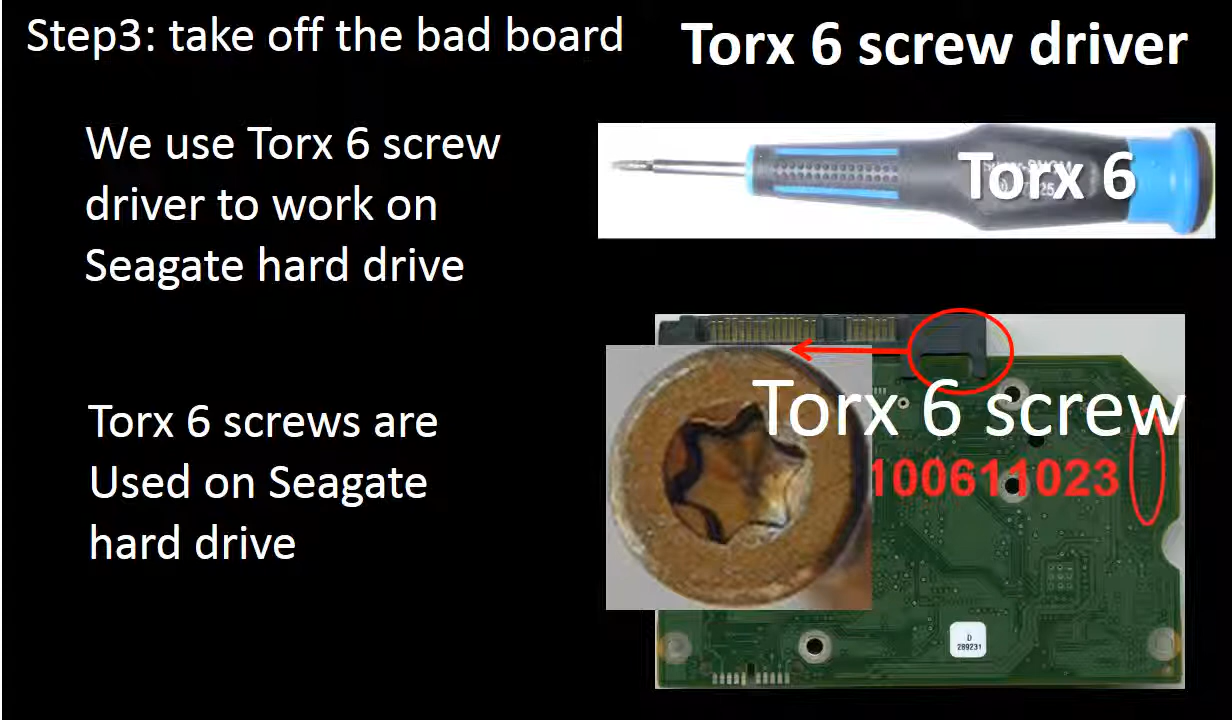 Step3: take off the bad board
Torx 6 screw driver
We use Torx 6 screw
driver to work on
Seagate hard drive
Torx 6
Torx 6 screw
100611023
Torx 6 screws are
Used on Seagate
hard drive
D
289231